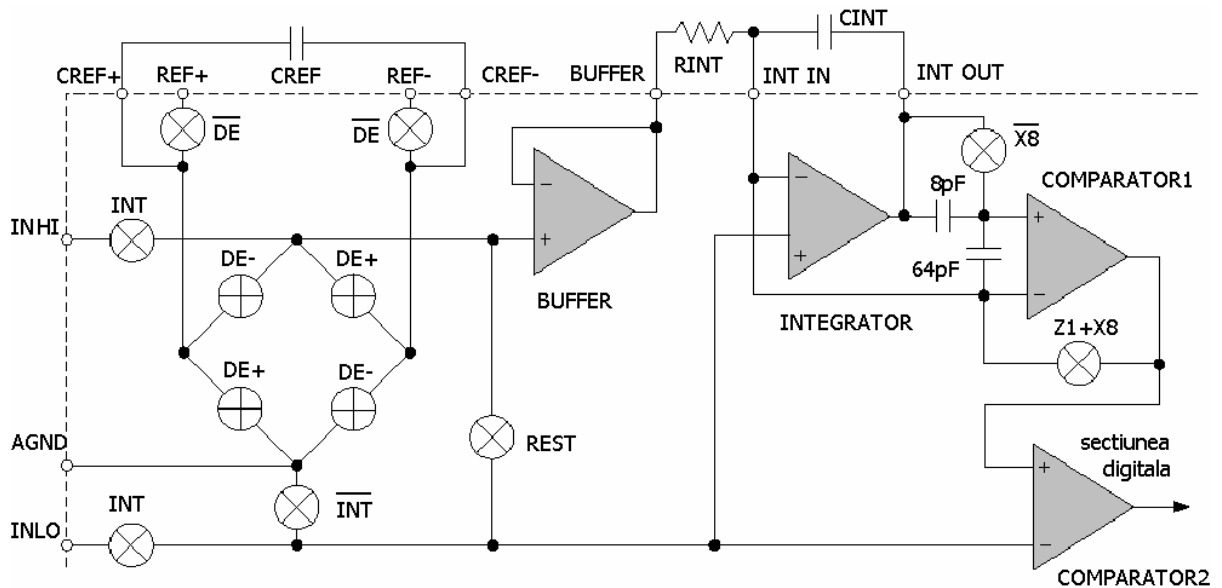 CINT
CREF+
REF+
CREF
REF-
CREF-
BUFFER
RINT
INT IN
INT OUT
DE
DE
X8
INT
8pF
COMPARATOR1
INHI
-
DE-
DE+
+
-
+
+
64pF
BUFFER
-
INTEGRATOR
Z1+X8
DE+
DE-
AGND
REST
sectiunea
digitala
+
INT
INT
INLO
-
COMPARATOR2